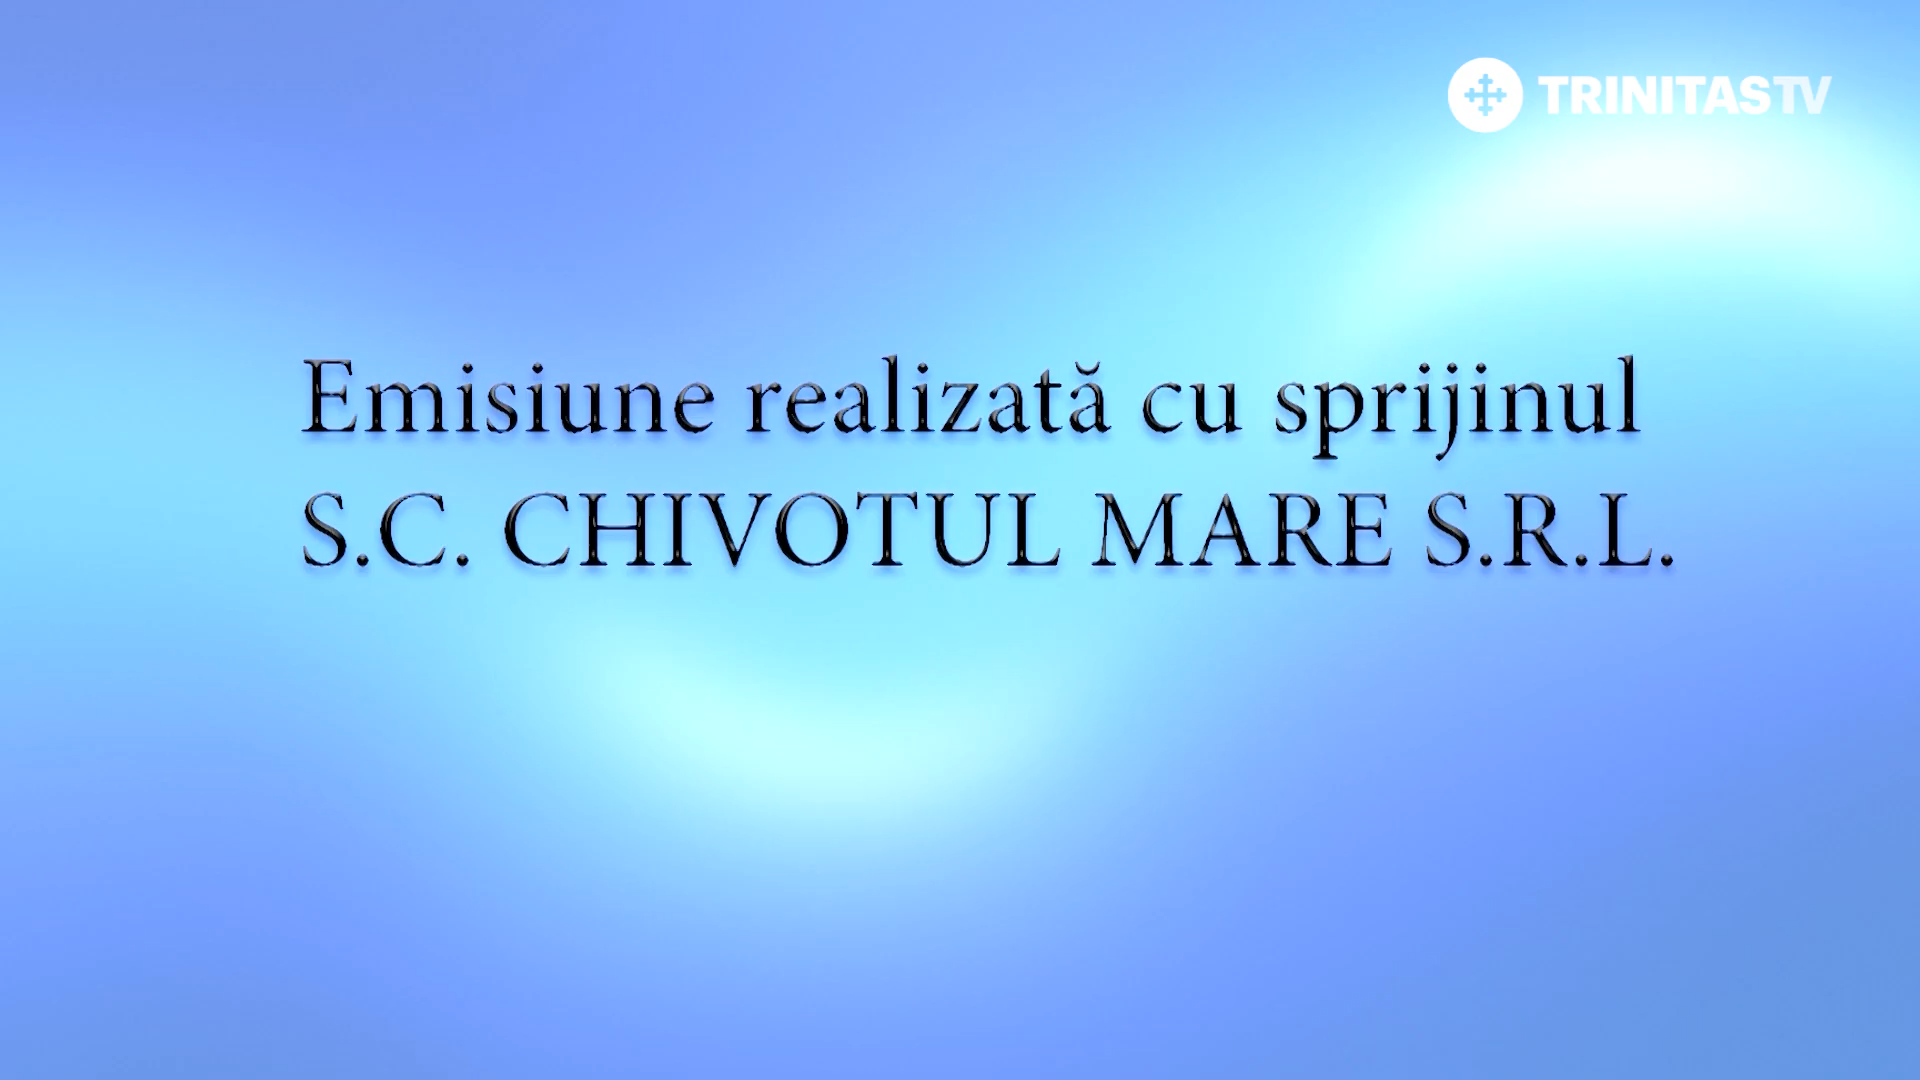 TRINITASTV
Emisiune realizată cu sprijinul
S.C. CHIVOTUL MARE S.R.L.